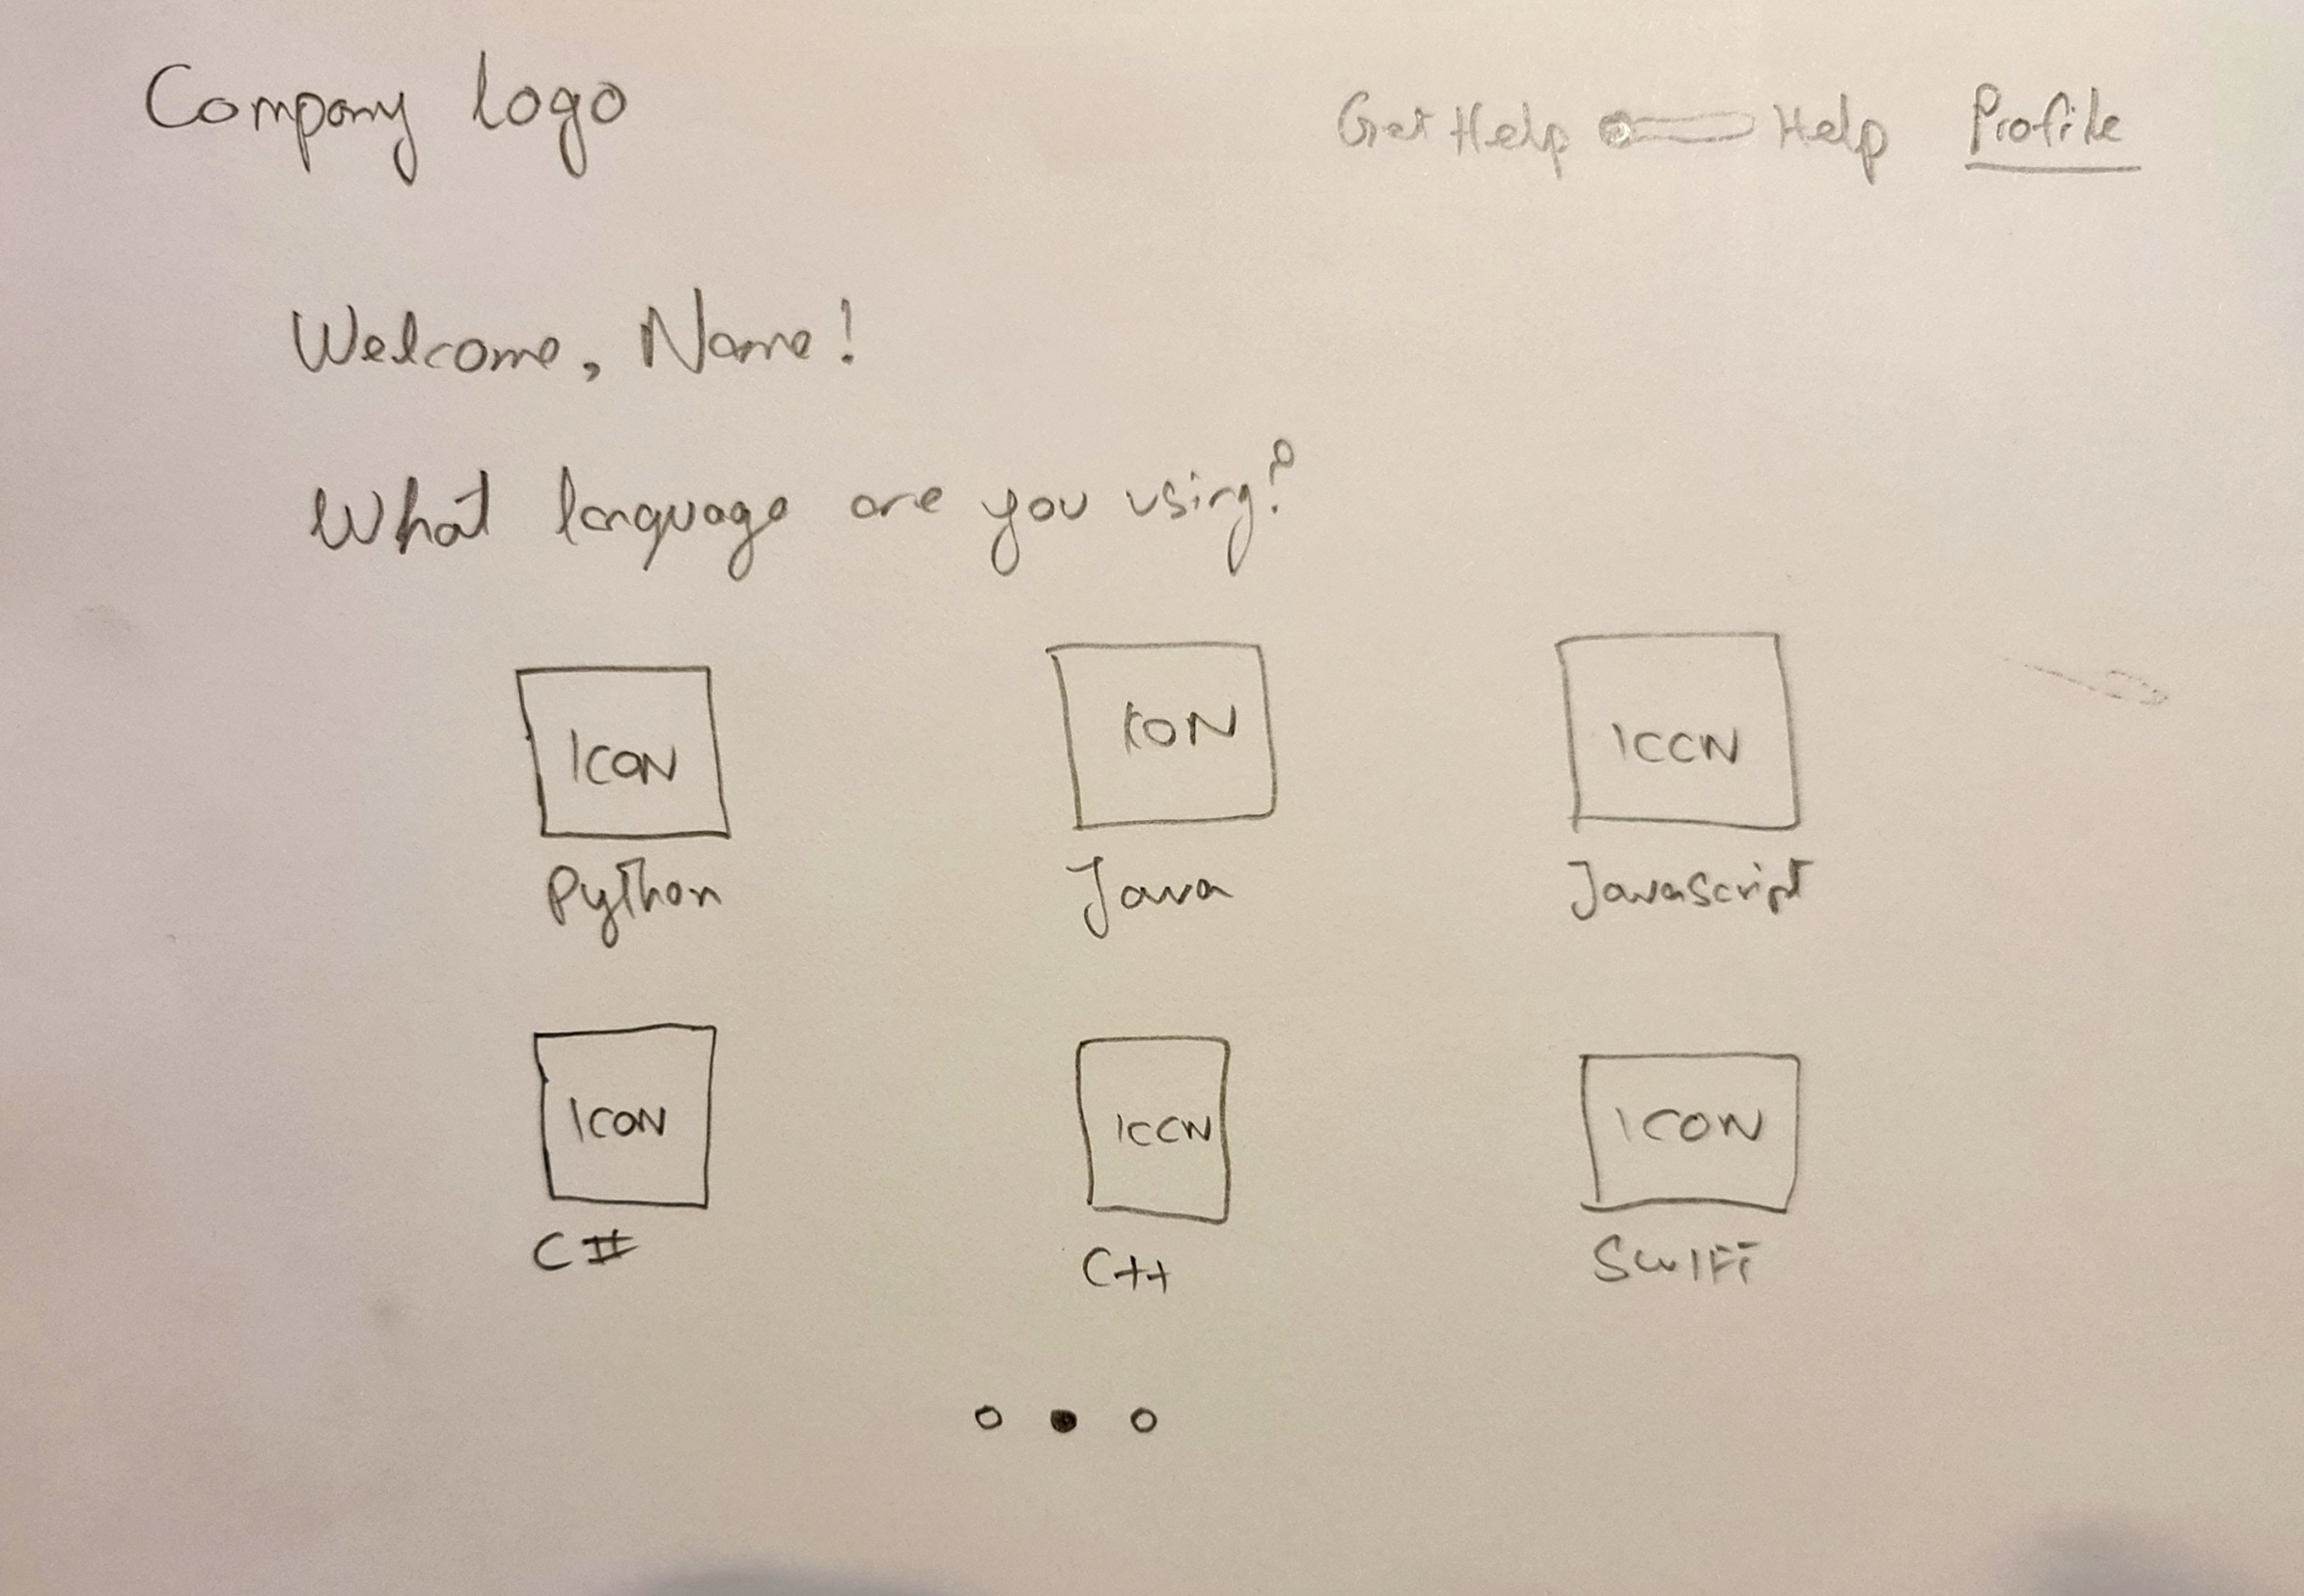 Company logo
Get Help Help Profile
Welcome, Name!
What language are you using?
ICON ICON ICON
Python Java JavaScript
ICON ICON ICON
C# C++ SWIFT